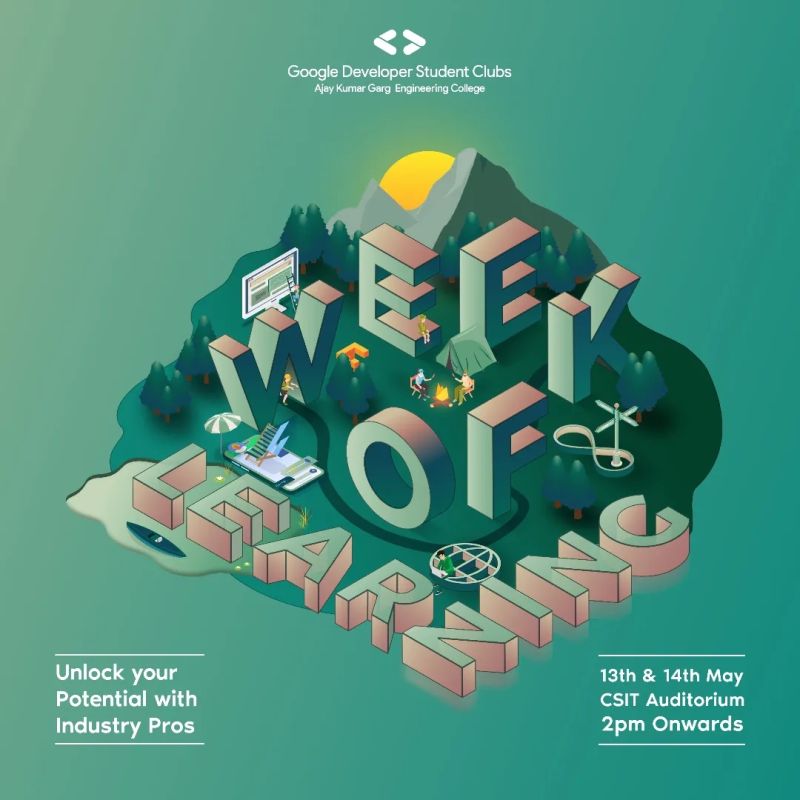 Google Developer Student Clubs
Ajay Kumar Garg Engineering College
WEEK
OF
LEARNING
Unlock your
Potential with
Industry Pros
13th & 14th May
CSIT Auditorium
2pm Onwards